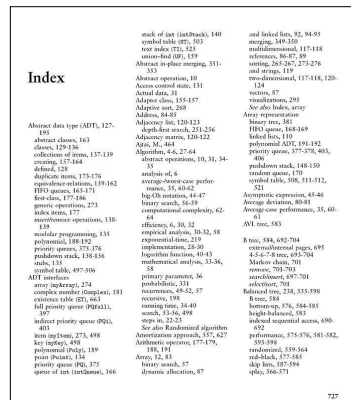 Index
Abstract data type (ADT), 127-
195
abstract classes, 163
classes, 129-136
collections of items, 137-139
creating, 157-164
defined, 128
duplicate items, 173-176
equivalence-relations, 159-162
FIFO queues, 165-171
first-class, 177-186
generic operations, 273
index items, 177
insert/remove operations, 138-
139
modular programming, 135
polynomial, 188-192
priority queues, 375-376
pushdown stack, 138-156
stubs, 135
symbol table, 497-506
ADT interfaces
array (myArray), 274
complex number (Complex), 181
existence table (ET), 663
full priority queue (PQfull),
397
indirect priority queue (PQi),
403
item (myItem), 273, 498
key (myKey), 498
polynomial (Poly), 189
point (Point), 134
priority queue (PQ), 375
queue of int (intQueue), 166
stack of int (intStack), 140
symbol table (ST), 503
text index (TI), 525
union-find (UF), 159
Abstract in-place merging, 351-
353
Abstract operation, 10
Access control state, 131
Actual data, 31
Adapter class, 155-157
Adaptive sort, 268
Address, 84-85
Adjacency list, 120-123
depth-first search, 251-256
Adjacency matrix, 120-122
Ajtai, M., 464
Algorithm, 4-6, 27-64
abstract operations, 10, 31, 34-
35
analysis of, 6
average-/worst-case perfor-
mance, 35, 60-62
big-Oh notation, 44-47
binary search, 56-59
computational complexity, 62-
64
efficiency, 6, 30, 32
empirical analysis, 30-32, 58
exponential-time, 219
implementation, 28-30
logarithm function, 40-43
mathematical analysis, 33-36,
58
primary parameter, 36
probabilistic, 331
recurrences, 49-52, 57
recursive, 198
running time, 34-40
search, 53-56, 498
steps in, 22-23
See also Randomized algorithm
Amortization approach, 557, 627
Arithmetic operator, 177-179,
188, 191
Array, 12, 83
binary search, 57
dynamic allocation, 87
and linked lists, 92, 94-95
merging, 349-350
multidimensional, 117-118
references, 86-87, 89
sorting, 265-267, 273-276
and strings, 119
two-dimensional, 117-118, 120-
124
vectors, 87
visualizations, 295
See also Index, array
Array representation
binary tree, 381
FIFO queue, 168-169
linked lists, 110
polynomial ADT, 191-192
priority queue, 377-378, 403,
406
pushdown stack, 148-150
random queue, 170
symbol table, 508, 511-512,
521
Asymptotic expression, 45-46
Average deviation, 80-81
Average-case performance, 35, 60-
61
AVL tree, 583
B tree, 584, 692-704
external/internal pages, 695
4-5-6-7-8 tree, 693-704
Markov chain, 701
remove, 701-703
search/insert, 697-701
select/sort, 701
Balanced tree, 238, 555-598
B tree, 584
bottom-up, 576, 584-585
height-balanced, 583
indexed sequential access, 690-
692
performance, 575-576, 581-582,
595-598
randomized, 559-564
red-black, 577-585
skip lists, 587-594
splay, 566-571
727